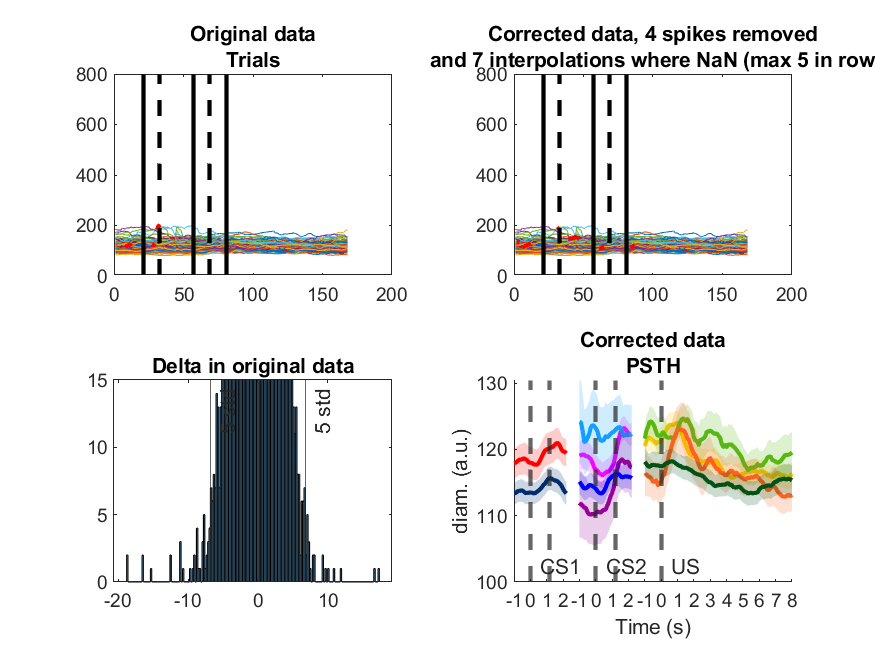 Original data
Trials
800
600
400
200
0
0 50 100 150 200
Corrected data, 4 spikes removed
and 7 interpolations where NaN (max 5 in row
800
600
400
200
0
0 50 100 150 200
Delta in original data
15
10
5
0
-20 -10 0 10
5 std
Corrected data
PSTH
diam. (a.u.)
130
120
110
100
CS1 CS2 US
-1 0 1 2 -1 0 1 2 -1 0 1 2 3 4 5 6 7 8
Time (s)